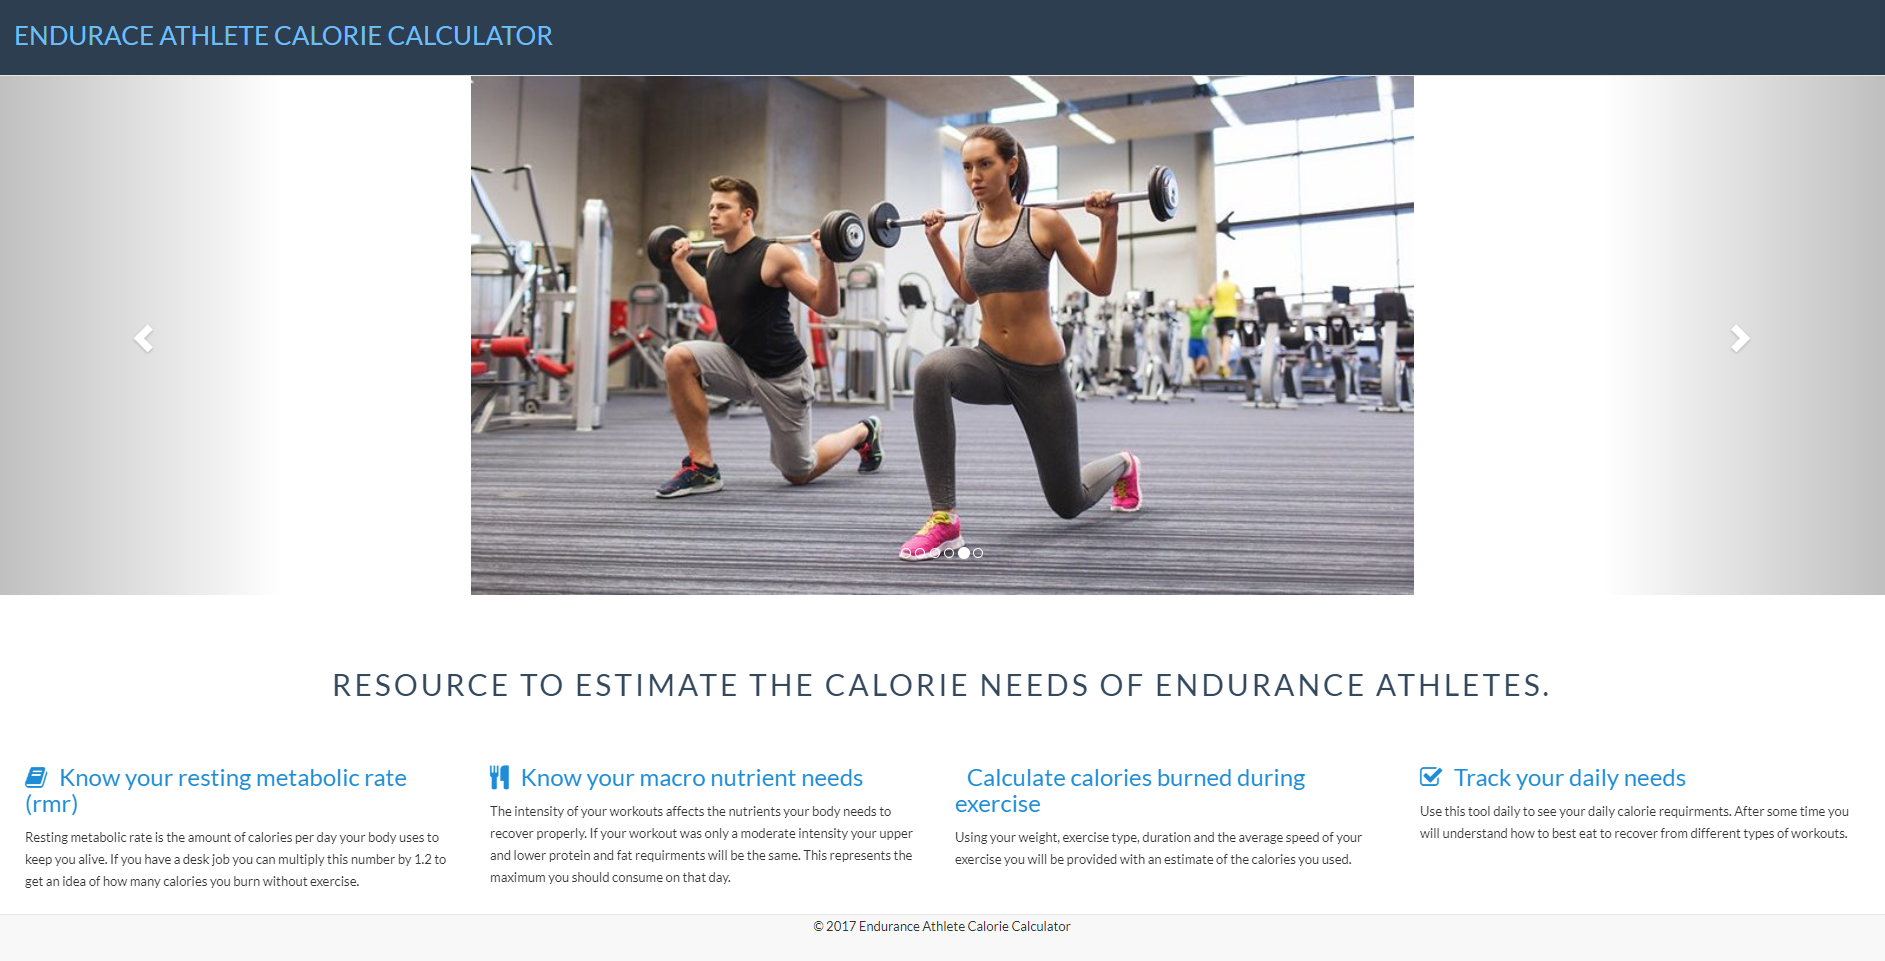 ENDURACE ATHLETE CALORIE CALCULATOR
RESOURCE TO ESTIMATE THE CALORIE NEEDS OF ENDURANCE ATHLETES.
Know your resting metabolic rate
(rmr)
Resting metabolic rate is the amount of calories per day your body uses to
keep you alive. If you have a desk job you can multiply this number by 1.2 to
get an idea of how many calories you burn without exercise.
Know your macro nutrient needs
The intensity of your workouts affects the nutrients your body needs to
recover properly. If your workout was only a moderate intensity your upper
and lower protein and fat requirments will be the same. This represents the
maximum you should consume on that day.
Calculate calories burned during
exercise
Using your weight, exercise type, duration and the average speed of your
exercise you will be provided with an estimate of the calories you used.
Track your daily needs
Use this tool daily to see your daily calorie requirments. After some time you
will understand how to best eat to recover from different types of workouts.
© 2017 Endurance Athlete Calorie Calculator